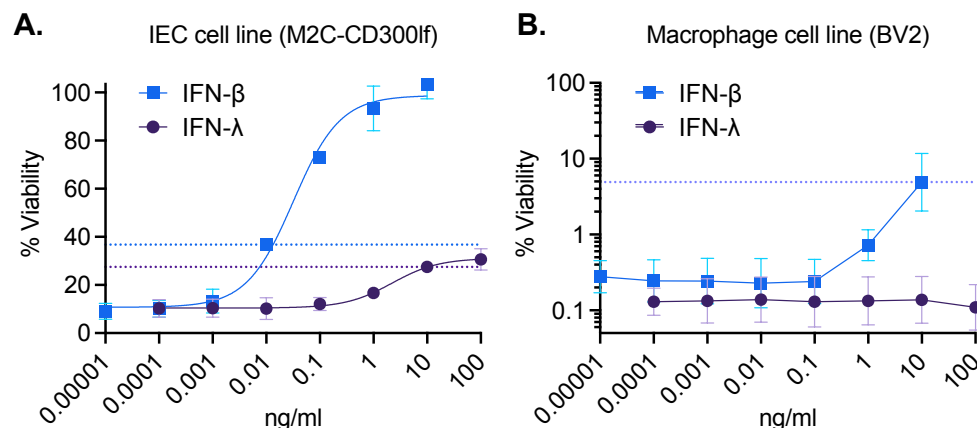 A.
IEC cell line (M2C-CD300lf)
% Viability
100
80
60
40
20
0
IFN-β
IFN-λ
0.00001
0.0001
0.001
0.01
0.1
1
10
100
ng/ml
B.
Macrophage cell line (BV2)
% Viability
100
10
1
0.1
IFN-β
IFN-λ
0.00001
0.0001
0.001
0.01
0.1
1
10
100
ng/ml